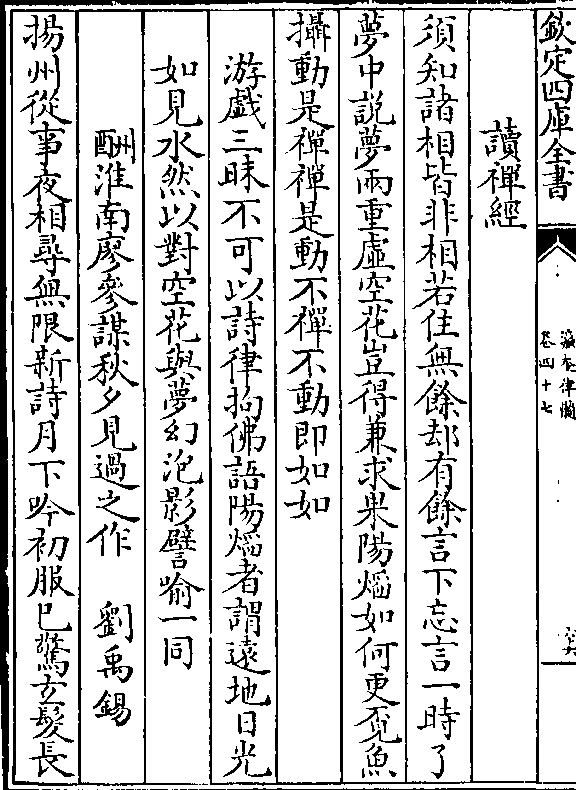 欽定四庫全書
瀛奎律髓
卷四十七
讀禪經
須知諸相皆非相若住無餘却有餘言下忘言一時了
夢中說夢兩重虛空花豈得兼求果陽熖如何更覓魚
攝動是禪禪是動不禪不動即如如
游戲三昧不可以詩律拘佛語陽熖者謂遠地日光
如見水然以對空花與夢幻泡影譬喻一同
酬淮南廖參謀秋夕見過之作 劉禹錫
揚州從事夜相尋無限新詩月下吟初服已驚玄髮長